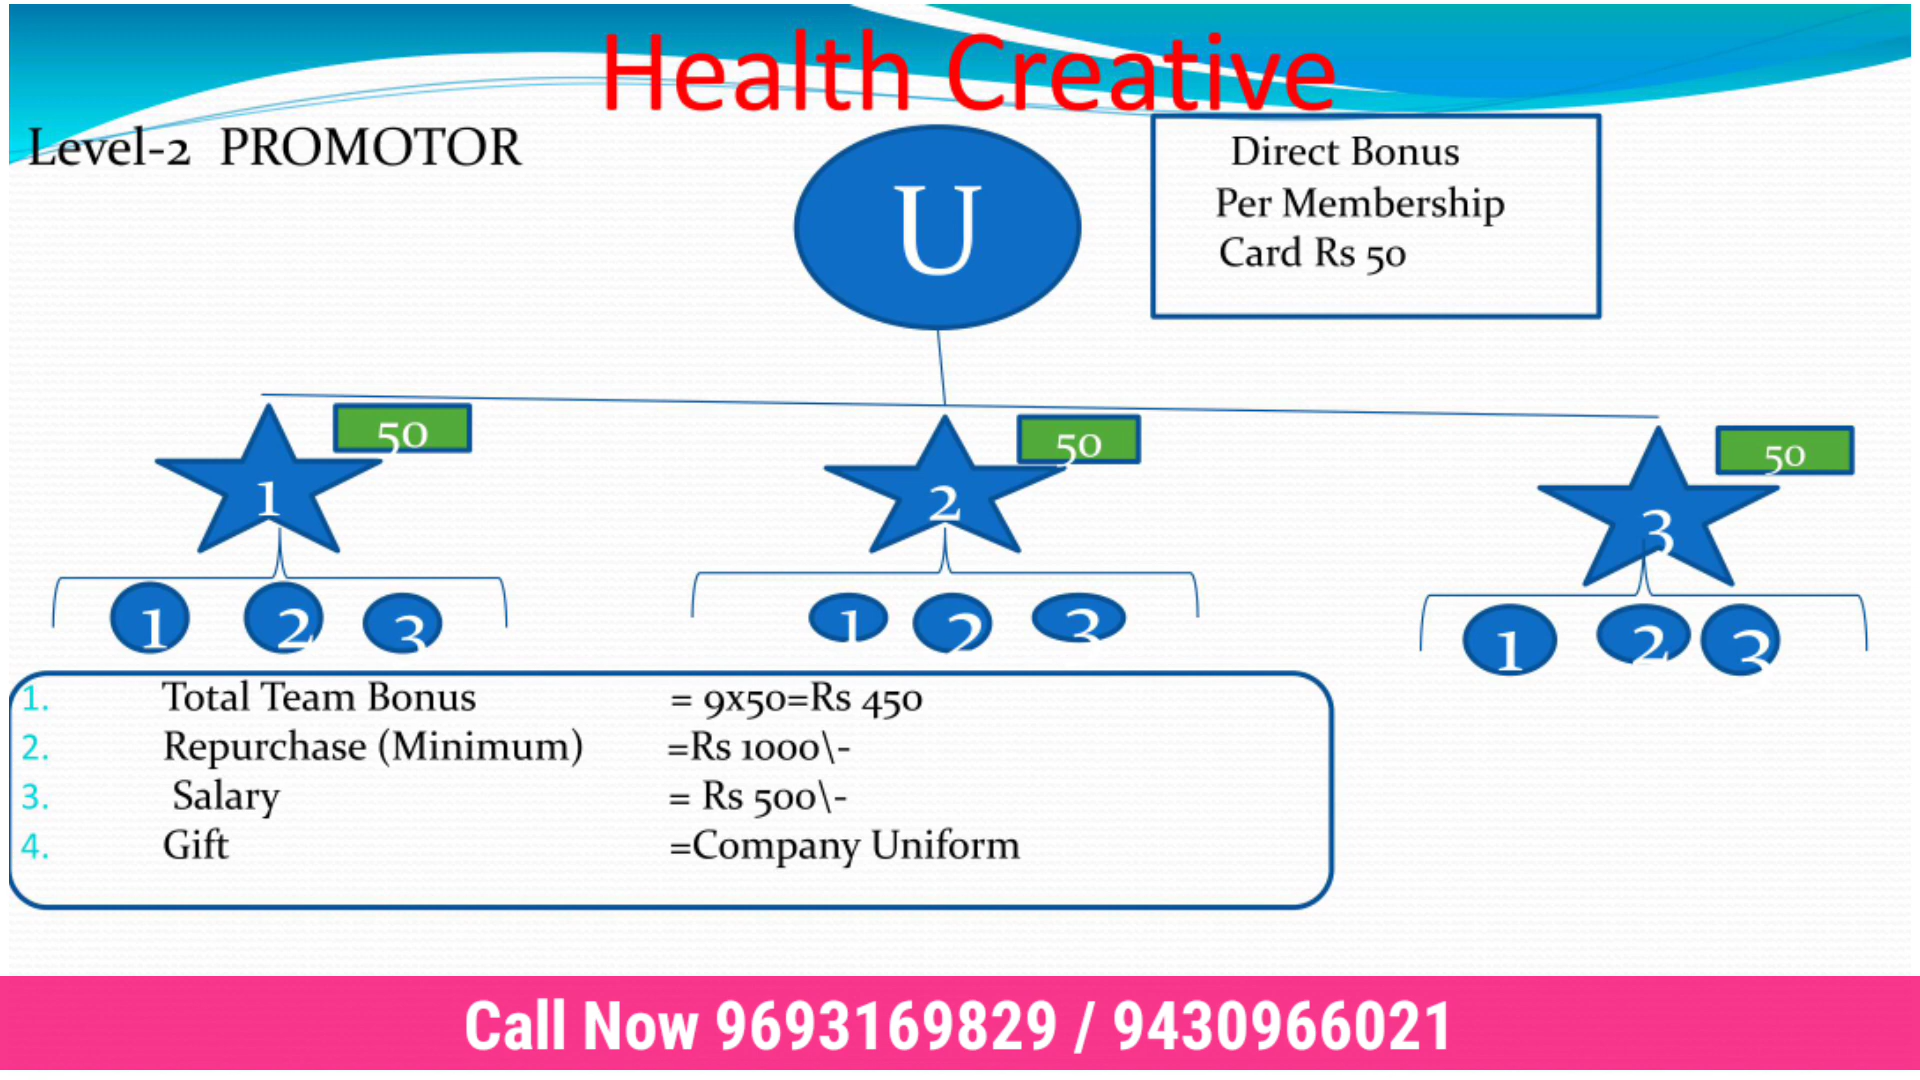 Health Creative
Level-2 PROMOTOR
U
Direct Bonus
Per Membership
Card Rs 50
50
50
50
1
2
3
1 2 3
1 2 3
1 2 3
1. Total Team Bonus = 9x50=Rs 450
2. Repurchase (Minimum) =Rs 1000\-
3. Salary = Rs 500\-
4. Gift =Company Uniform
Call Now 9693169829 / 9430966021